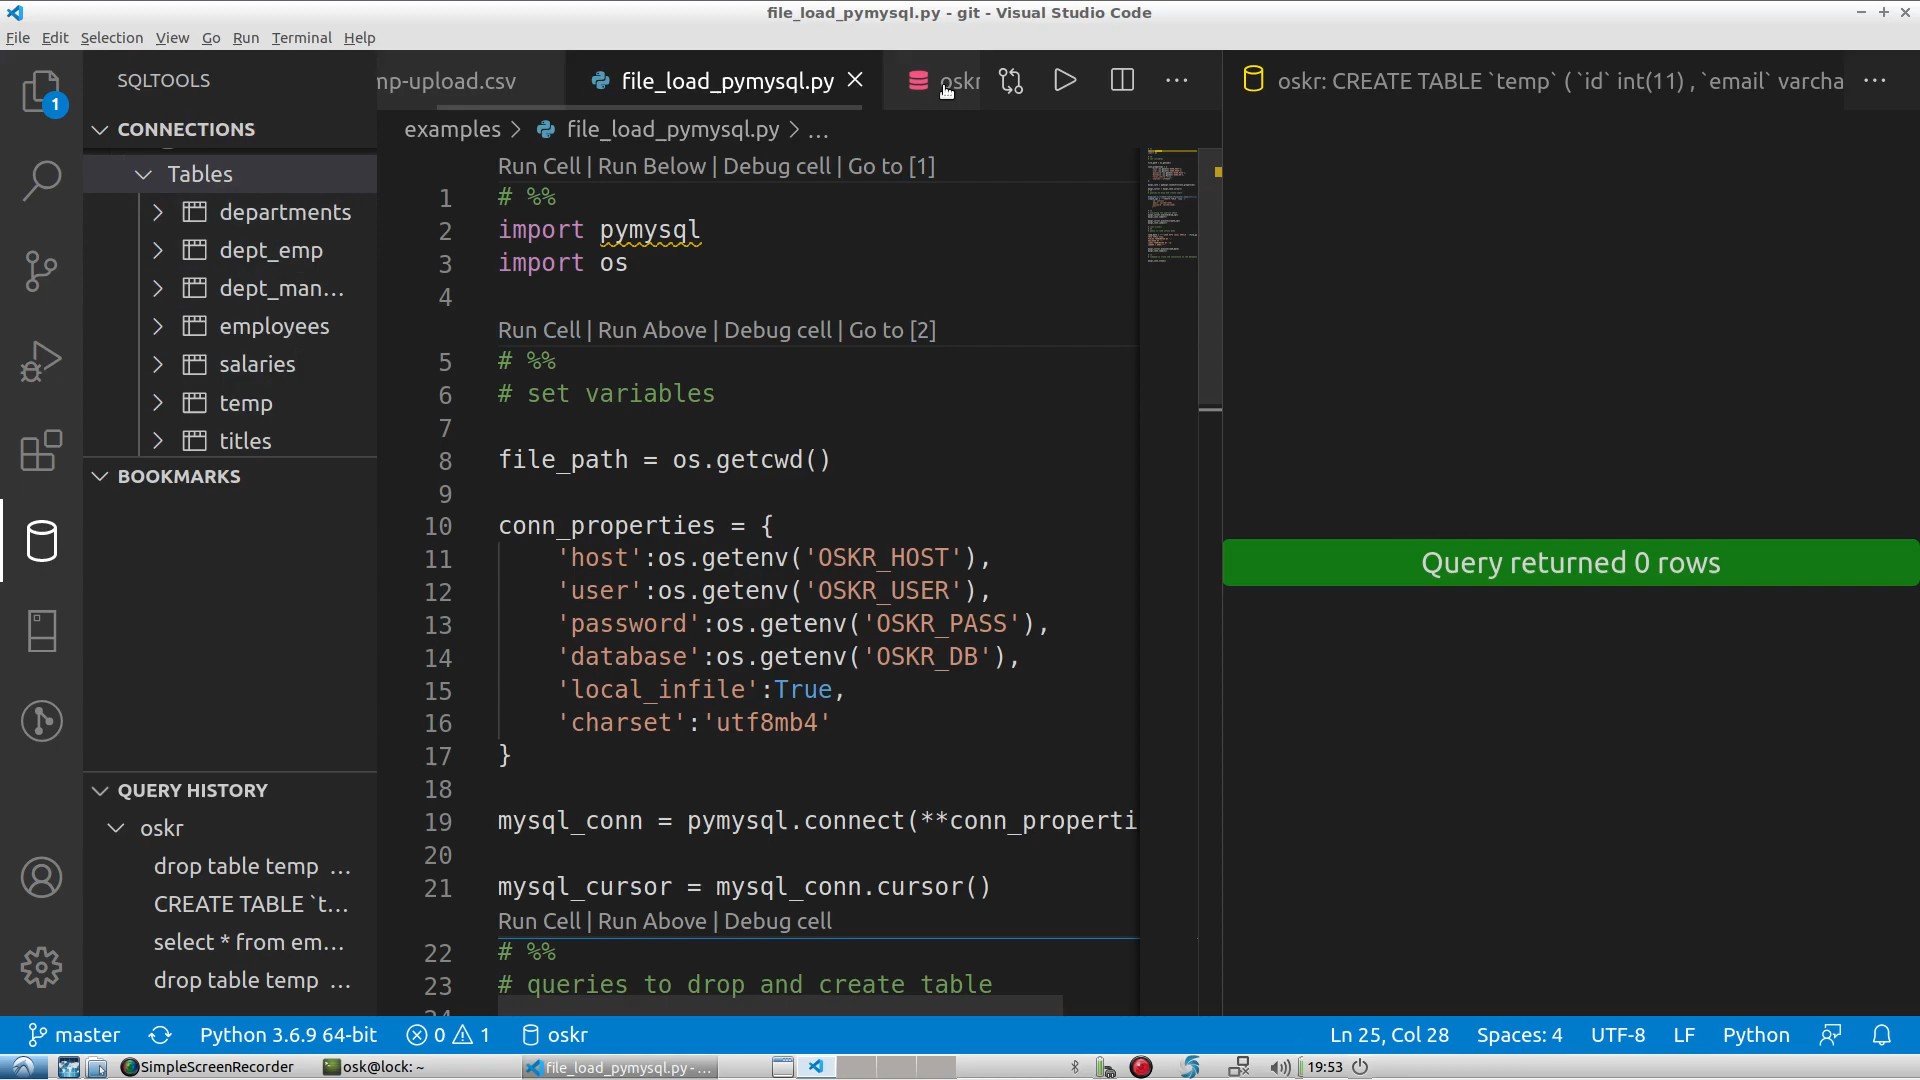 file_load_pymysql.py - git - Visual Studio Code
File Edit Selection View Go Run Terminal Help
SQLTOOLS
CONNECTIONS
Tables
departments
dept_emp
dept_man…
employees
salaries
temp
titles
BOOKMARKS
QUERY HISTORY
oskr
drop table temp …
CREATE TABLE `t…
select * from em…
drop table temp …
1
mp-upload.csv
file_load_pymysql.py
oskr
examples > file_load_pymysql.py > …
Run Cell | Run Below | Debug cell | Go to [1]
1 # %%
2 import pymysql
3 import os
4
Run Cell | Run Above | Debug cell | Go to [2]
5 # %%
6 # set variables
7
8 file_path = os.getcwd()
9
10 conn_properties = {
11 'host':os.getenv('OSKR_HOST'),
12 'user':os.getenv('OSKR_USER'),
13 'password':os.getenv('OSKR_PASS'),
14 'database':os.getenv('OSKR_DB'),
15 'local_infile':True,
16 'charset':'utf8mb4'
17 }
18
19 mysql_conn = pymysql.connect(**conn_properti
20
21 mysql_cursor = mysql_conn.cursor()
Run Cell | Run Above | Debug cell
22 # %%
23 # queries to drop and create table
oskr: CREATE TABLE `temp` ( `id` int(11) , `email` varcha
Query returned 0 rows
master Python 3.6.9 64-bit 0 1 oskr Ln 25, Col 28 Spaces: 4 UTF-8 LF Python
SimpleScreenRecorder osk@lock: ~ file_load_pymysql.py - ... 19:53